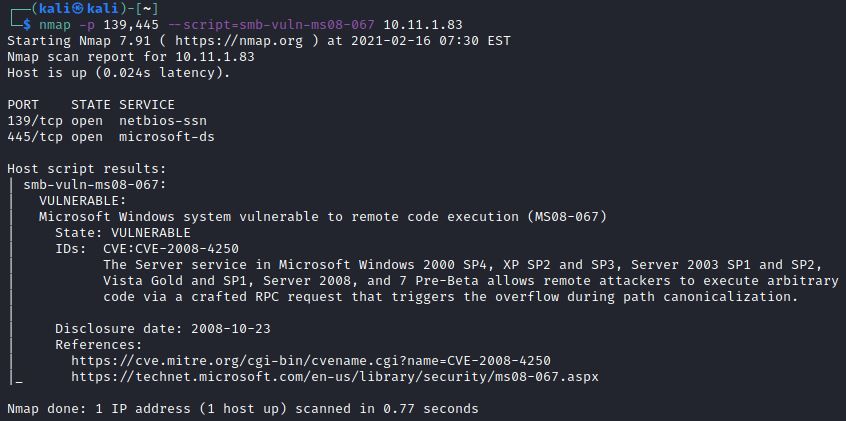 ┌──(kali㉿kali)-[~]
└─$ nmap -p 139,445 --script=smb-vuln-ms08-067 10.11.1.83
Starting Nmap 7.91 ( https://nmap.org ) at 2021-02-16 07:30 EST
Nmap scan report for 10.11.1.83
Host is up (0.024s latency).

PORT    STATE SERVICE
139/tcp open  netbios-ssn
445/tcp open  microsoft-ds

Host script results:
| smb-vuln-ms08-067:
|   VULNERABLE:
|   Microsoft Windows system vulnerable to remote code execution (MS08-067)
|     State: VULNERABLE
|     IDs:  CVE:CVE-2008-4250
|           The Server service in Microsoft Windows 2000 SP4, XP SP2 and SP3, Server 2003 SP1 and SP2,
|           Vista Gold and SP1, Server 2008, and 7 Pre-Beta allows remote attackers to execute arbitrary
|           code via a crafted RPC request that triggers the overflow during path canonicalization.
|
|     Disclosure date: 2008-10-23
|     References:
|       https://cve.mitre.org/cgi-bin/cvename.cgi?name=CVE-2008-4250
|_      https://technet.microsoft.com/en-us/library/security/ms08-067.aspx

Nmap done: 1 IP address (1 host up) scanned in 0.77 seconds